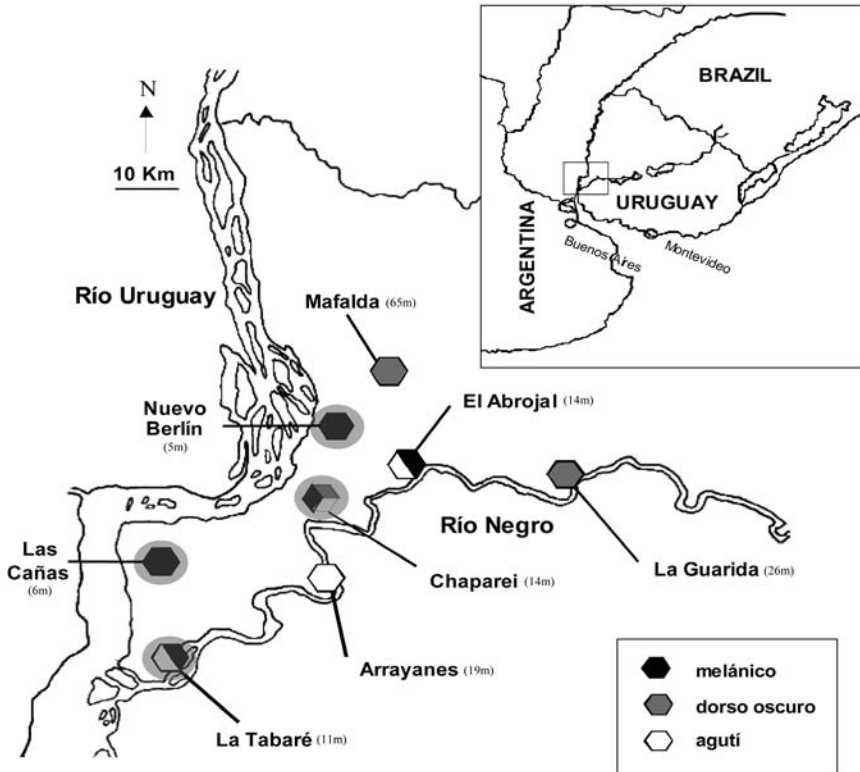 N
10 Km
Río Uruguay
Mafalda (65m)
Nuevo
Berlín
(5m)
El Abrojal (14m)
Río Negro
Las
Cañas
(6m)
Chaparei (14m)
La Guarida (26m)
Arrayanes (19m)
La Tabaré (11m)
BRAZIL
URUGUAY
ARGENTINA
Buenos Aires
Montevideo
melánico
dorso oscuro
agutí